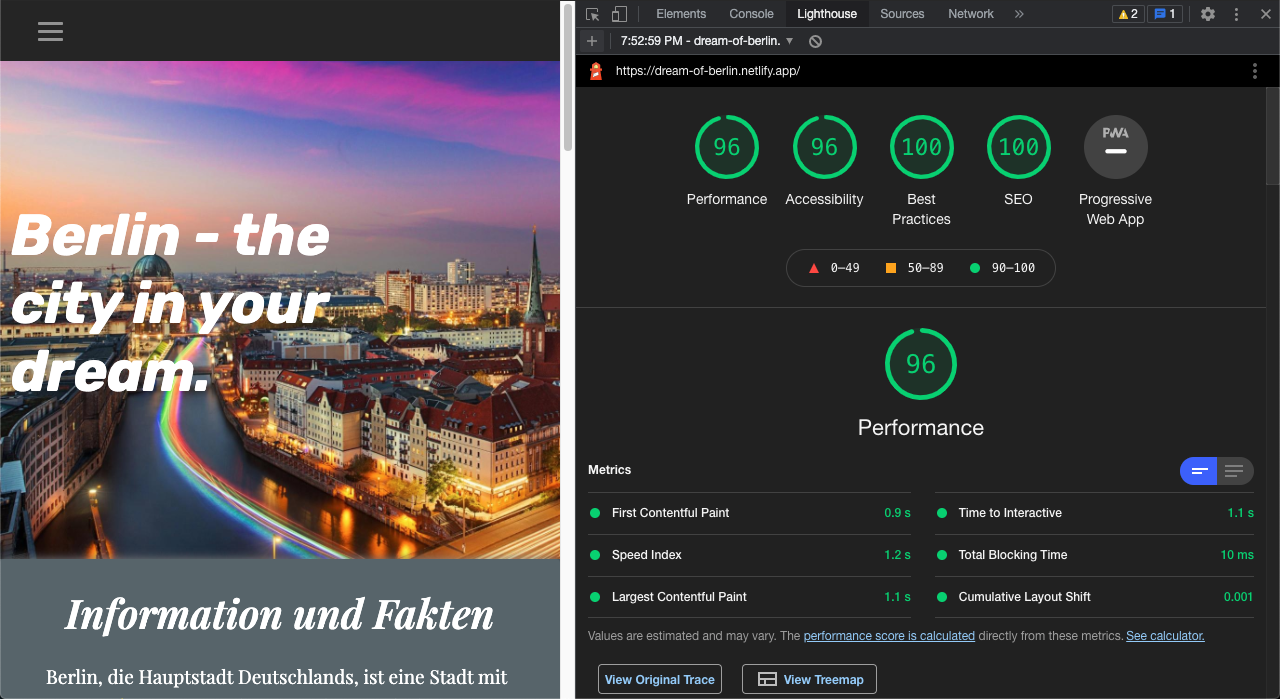 Berlin - the
city in your
dream.
Information und Fakten
Berlin, die Hauptstadt Deutschlands, ist eine Stadt mit
Elements Console Lighthouse Sources Network » 2 1
7:52:59 PM - dream-of-berlin.
https://dream-of-berlin.netlify.app/
96 96 100 100 PWA
Performance Accessibility Best Practices SEO Progressive Web App
0–49 50–89 90–100
96
Performance
Metrics
First Contentful Paint 0.9 s
Time to Interactive 1.1 s
Speed Index 1.2 s
Total Blocking Time 10 ms
Largest Contentful Paint 1.1 s
Cumulative Layout Shift 0.001
Values are estimated and may vary. The performance score is calculated directly from these metrics. See calculator.
View Original Trace View Treemap